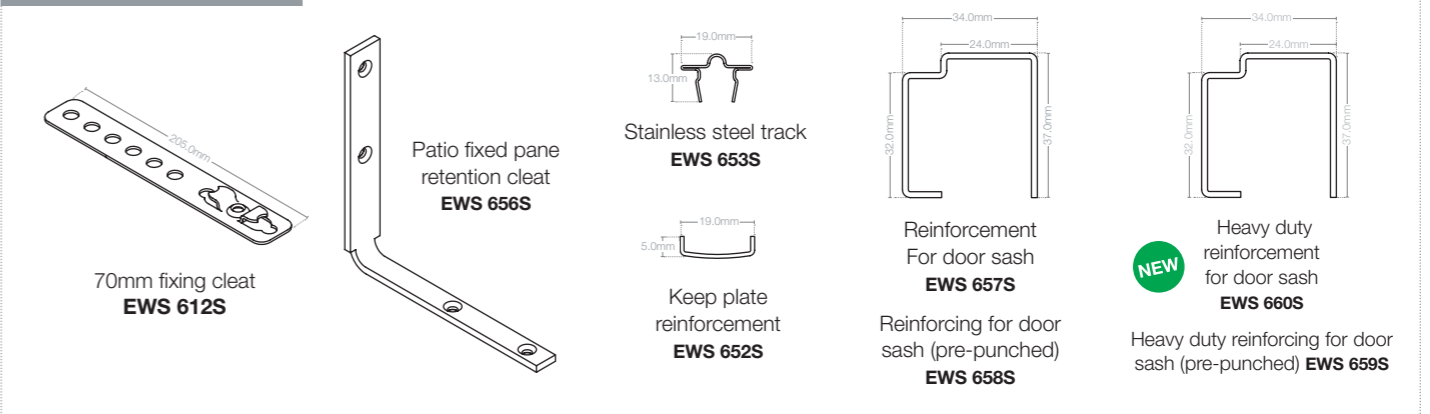 205.0mm
70mm fixing cleat
EWS 612S
Patio fixed pane
retention cleat
EWS 656S
19.0mm
13.0mm
Stainless steel track
EWS 653S
19.0mm
5.0mm
Keep plate
reinforcement
EWS 652S
34.0mm
24.0mm
32.0mm
37.0mm
Reinforcement
For door sash
EWS 657S
Reinforcing for door
sash (pre-punched)
EWS 658S
34.0mm
24.0mm
32.0mm
37.0mm
NEW
Heavy duty
reinforcement
for door sash
EWS 660S
Heavy duty reinforcing for door
sash (pre-punched) EWS 659S